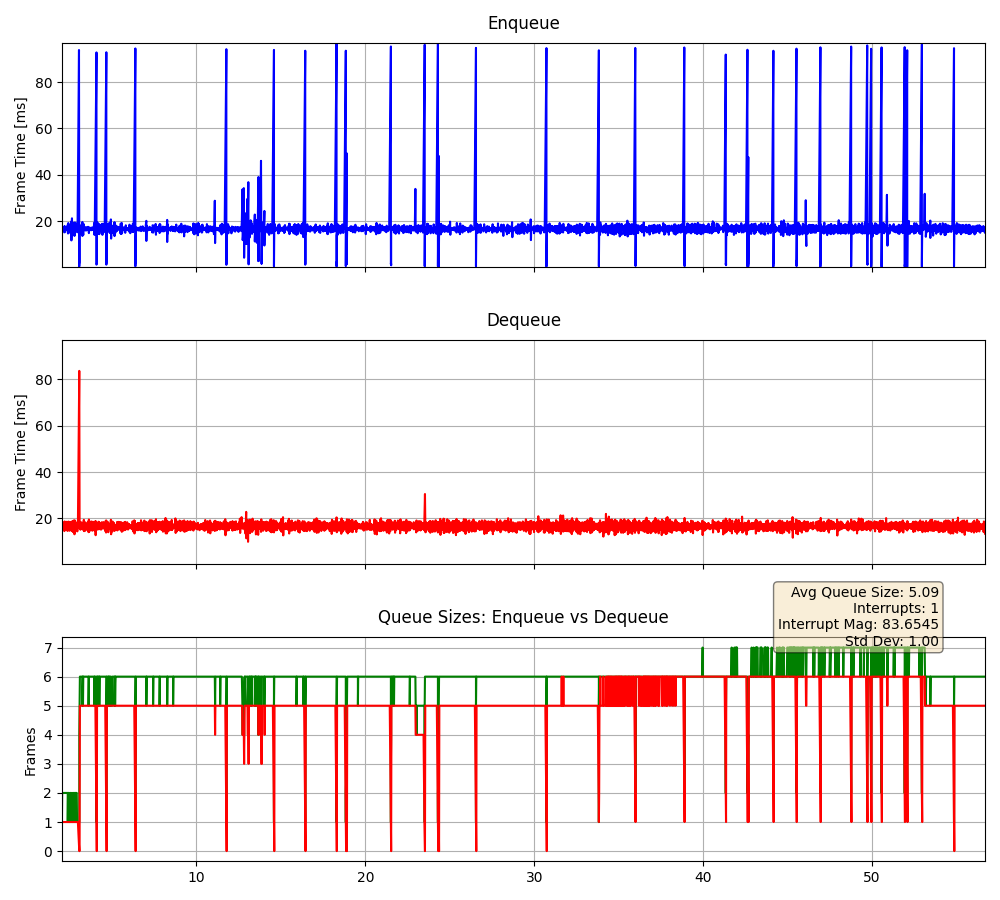 Enqueue
Frame Time [ms]
80
60
40
20
Dequeue
Frame Time [ms]
80
60
40
20
Avg Queue Size: 5.09
Interrupts: 1
Interrupt Mag: 83.6545
Std Dev: 1.00
Queue Sizes: Enqueue vs Dequeue
Frames
7
6
5
4
3
2
1
0
10 20 30 40 50